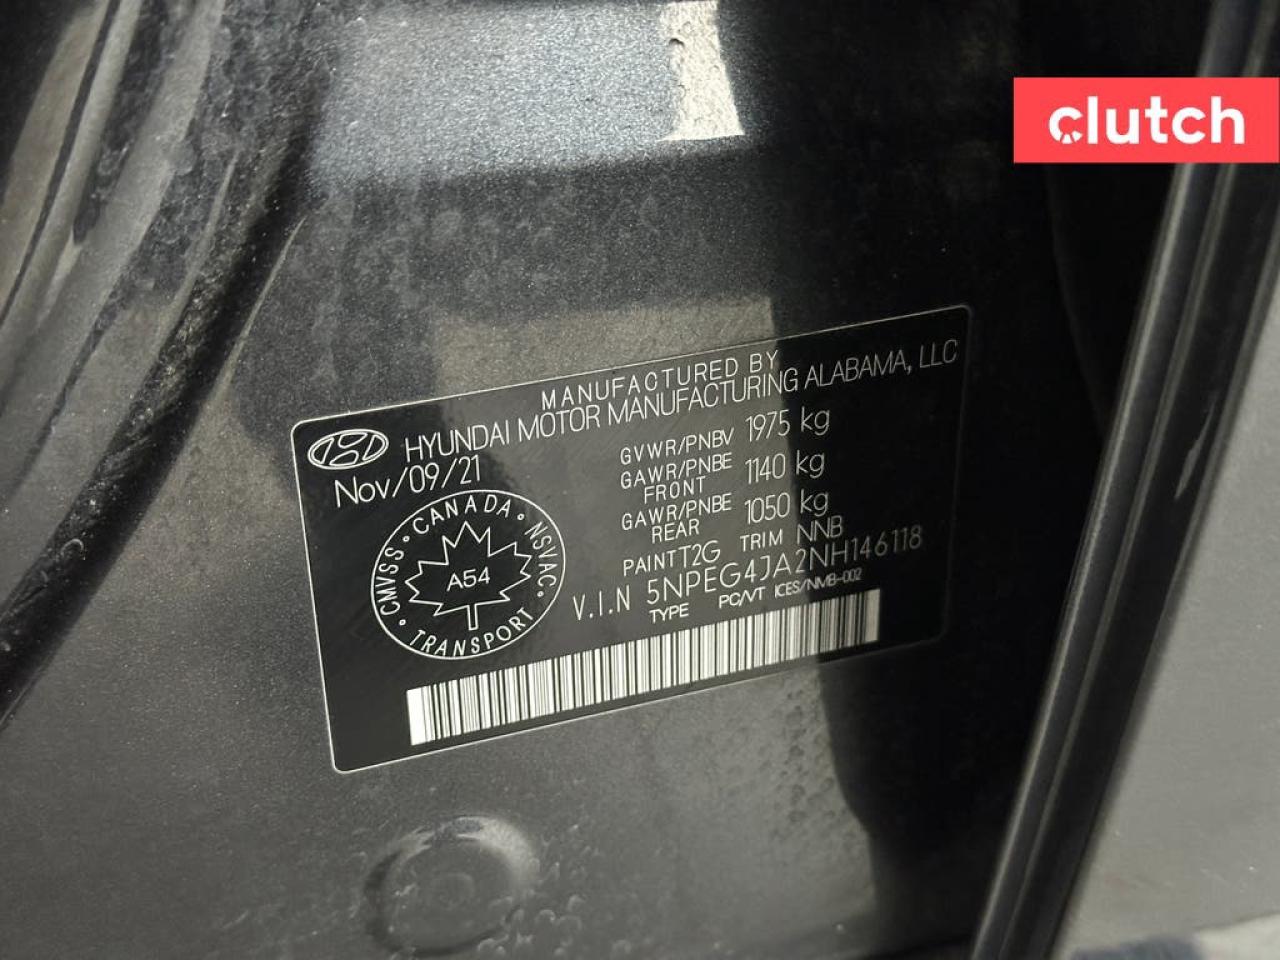 clutch
MANUFACTURED BY
HYUNDAI MOTOR MANUFACTURING ALABAMA, LLC
Nov/09/21
GVWR/PNBV 1975 kg
GAWR/PNBE FRONT 1140 kg
GAWR/PNBE REAR 1050 kg
PAINT T2G TRIM NNB
V.I.N 5NPEG4JA2NH146118
TYPE PC/VT ICES/NMB-002
CANADA · NSVAC · TRANSPORT · CMVSS ·
A54